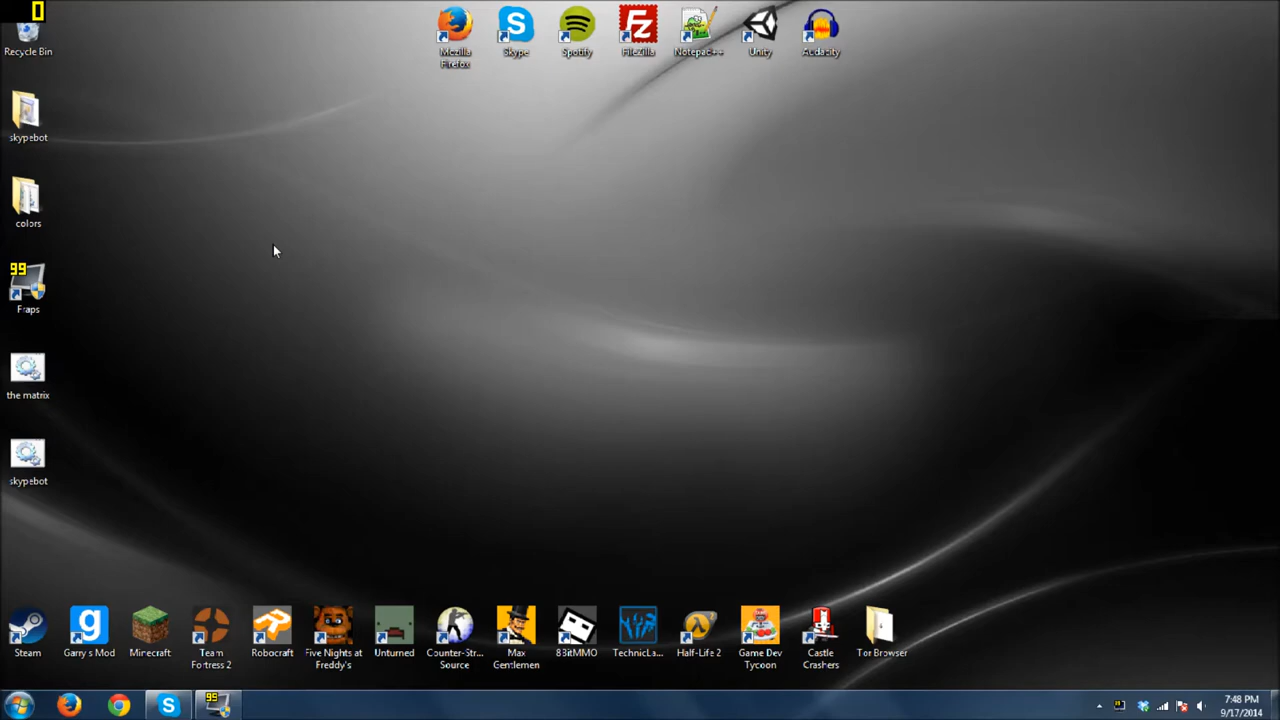 0
Recycle Bin
Mozilla
Firefox
Skype
Spotify
FileZilla
Notepad++
Unity
Audacity
skypebot
colors
99
Fraps
the matrix
skypebot
Steam
Garry's Mod
Minecraft
Team
Fortress 2
Robocraft
Five Nights at
Freddy's
Unturned
Counter-Str...
Source
Max
Gentlemen
8BitMMO
TechnicLa...
Half-Life 2
Game Dev
Tycoon
Castle
Crashers
Tor Browser
99
7:48 PM
9/17/2014